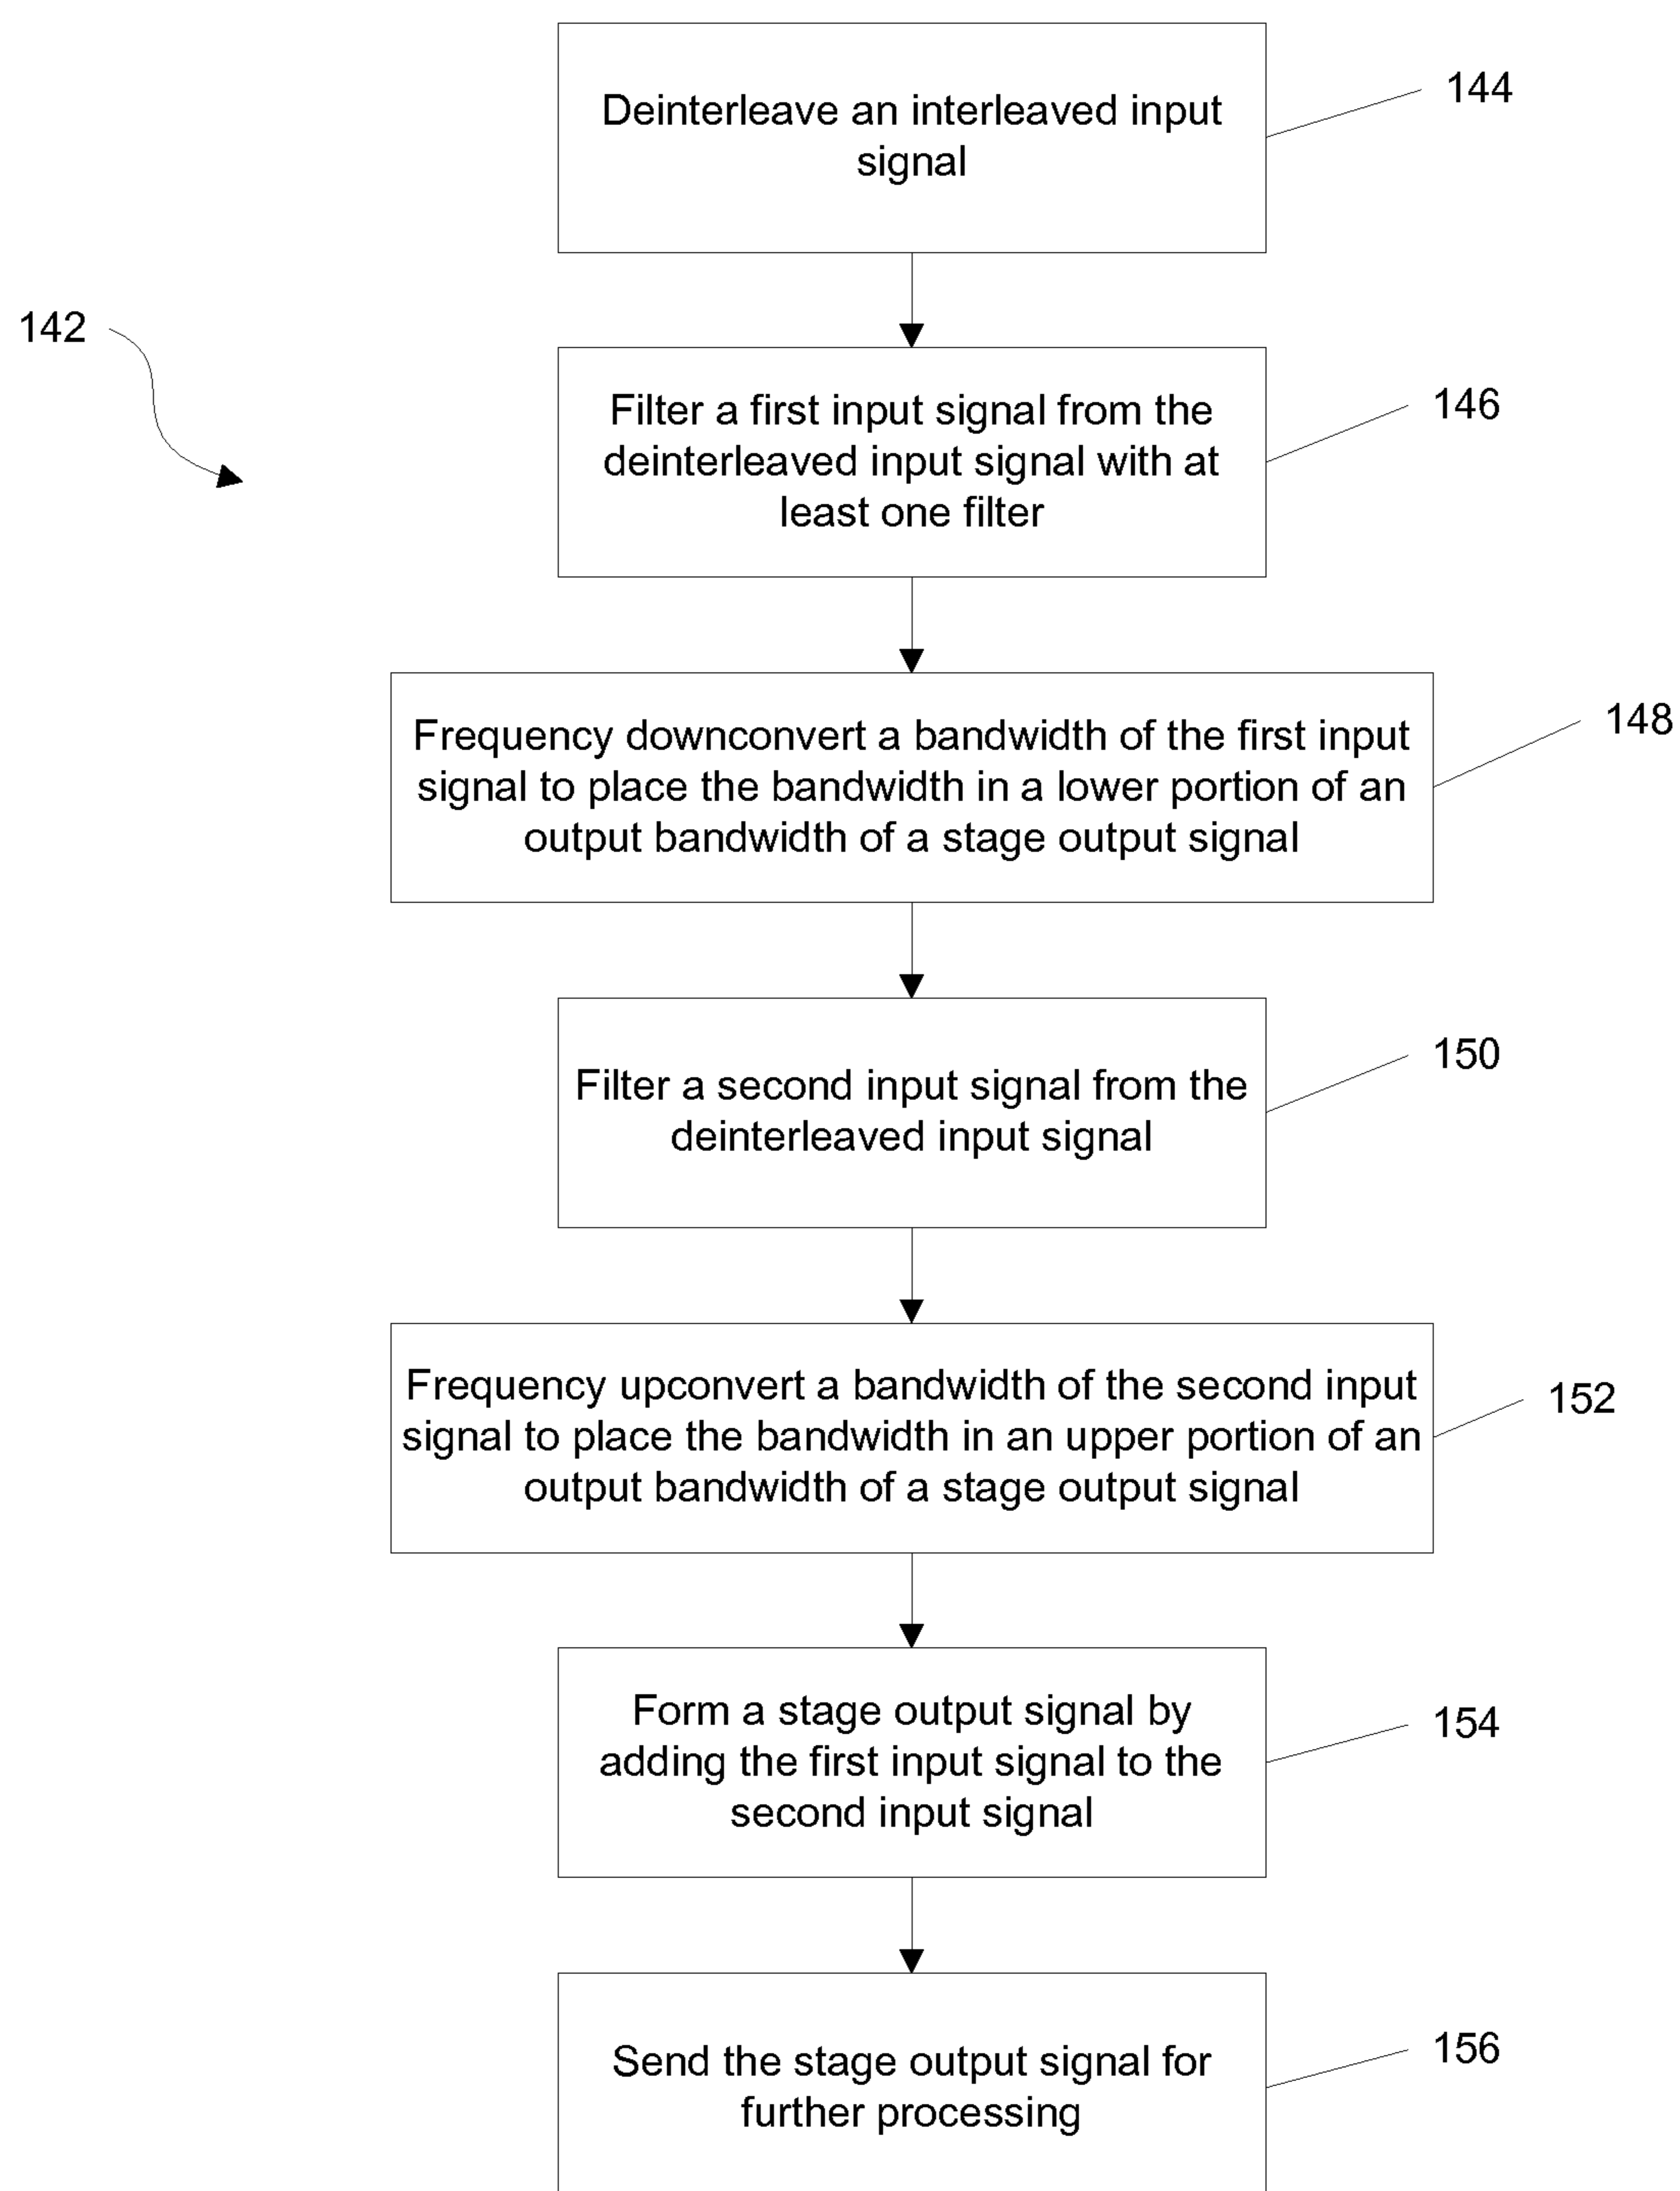 Deinterleave an interleaved input
signal
144
142
Filter a first input signal from the
deinterleaved input signal with at
least one filter
146
Frequency downconvert a bandwidth of the first input
signal to place the bandwidth in a lower portion of an
output bandwidth of a stage output signal
148
Filter a second input signal from the
deinterleaved input signal
150
Frequency upconvert a bandwidth of the second input
signal to place the bandwidth in an upper portion of an
output bandwidth of a stage output signal
152
Form a stage output signal by
adding the first input signal to the
second input signal
154
Send the stage output signal for
further processing
156